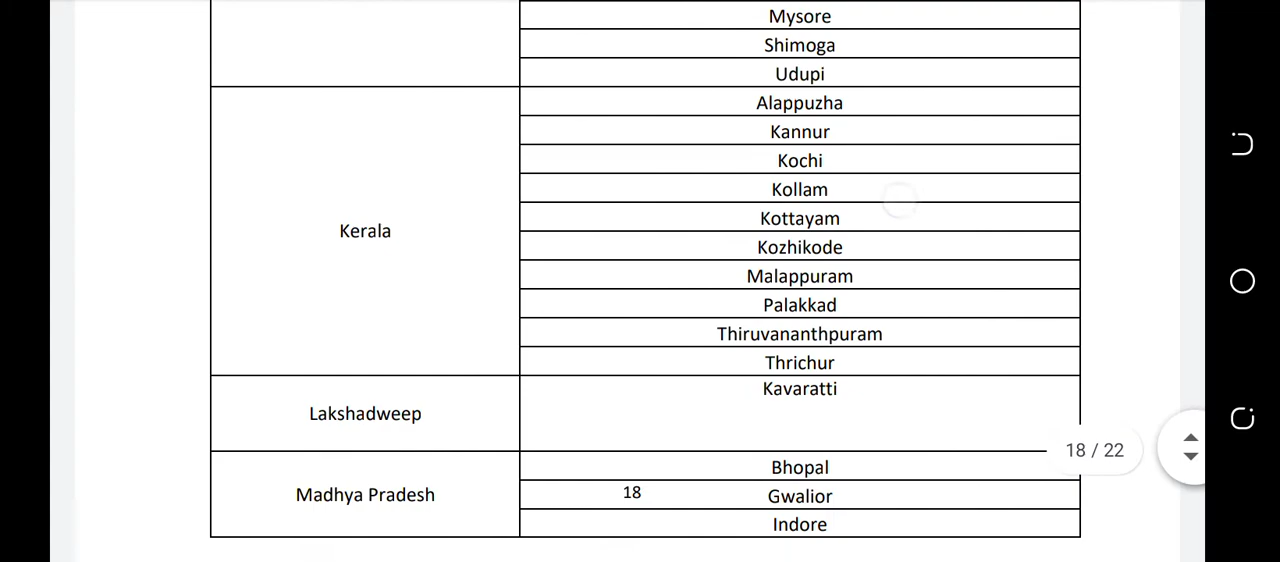 Mysore
Shimoga
Udupi
Kerala
Alappuzha
Kannur
Kochi
Kollam
Kottayam
Kozhikode
Malappuram
Palakkad
Thiruvananthpuram
Thrichur
Lakshadweep
Kavaratti
18 / 22
Madhya Pradesh
Bhopal
18 Gwalior
Indore